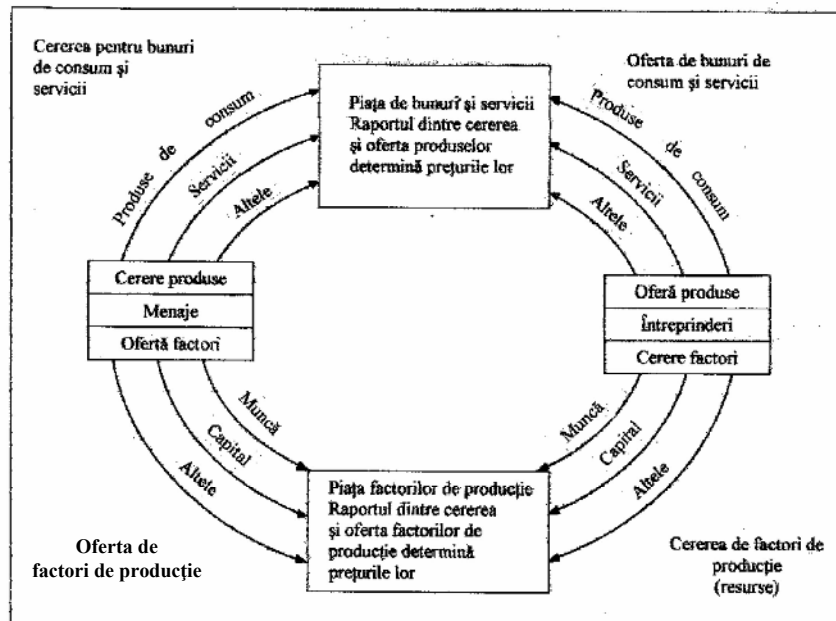 Cererea pentru bunuri
de consum și
servicii
Oferta de bunuri de
consum și servicii
Piața de bunuri și servicii
Raportul dintre cererea
și oferta produselor
determină prețurile lor
Produse de consum
Servicii
Altele
Produse de consum
Servicii
Altele
Cerere produse
Menaje
Ofertă factori
Oferă produse
Întreprinderi
Cerere factori
Muncă
Capital
Altele
Muncă
Capital
Altele
Piața factorilor de producție
Raportul dintre cererea
și oferta factorilor de
producție determină
prețurile lor
Oferta de
factori de producţie
Cererea de factori de
producție
(resurse)